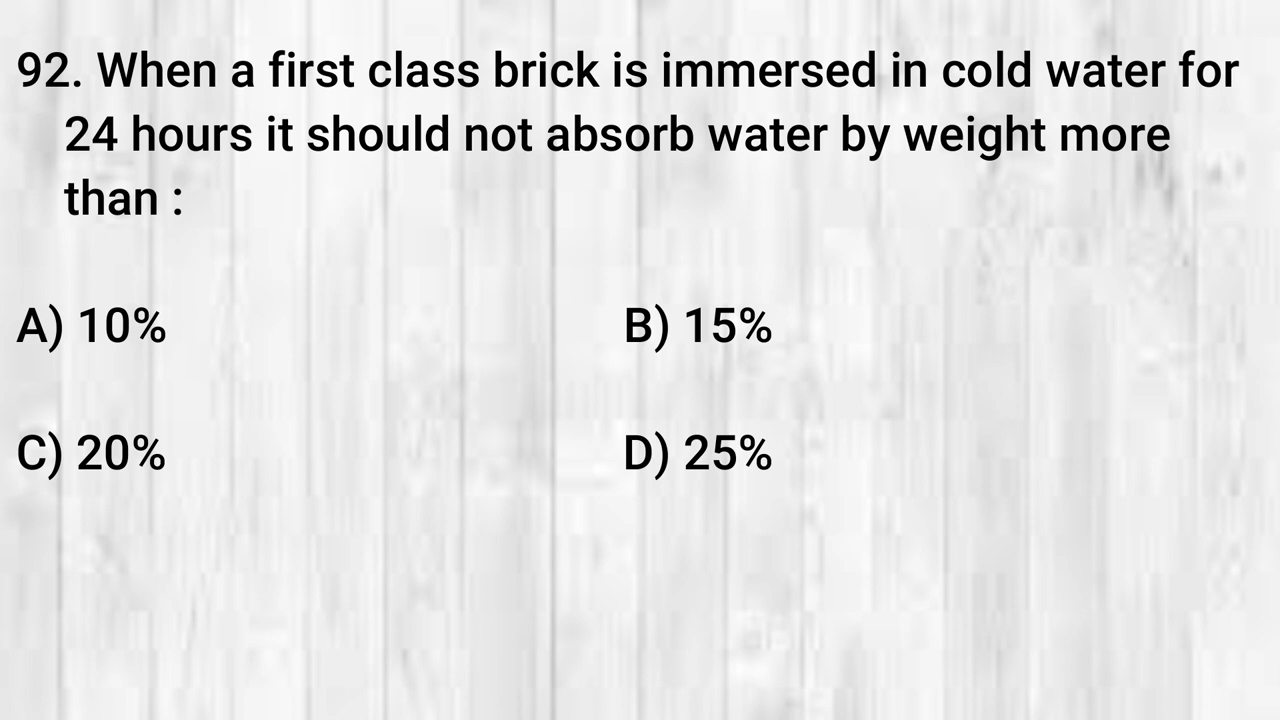 92. When a first class brick is immersed in cold water for
24 hours it should not absorb water by weight more
than :
A) 10%
B) 15%
C) 20%
D) 25%